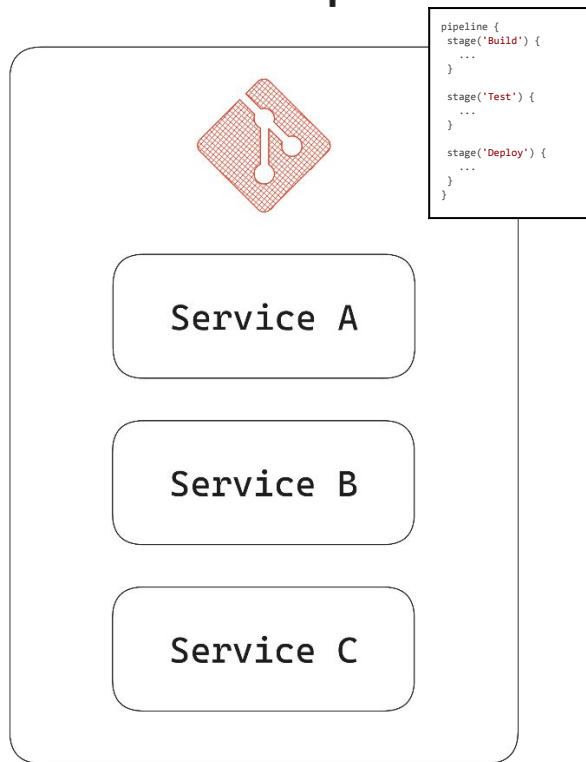 pipeline {
stage('Build') {
...
}
stage('Test') {
...
}
stage('Deploy') {
...
}
}
Service A
Service B
Service C